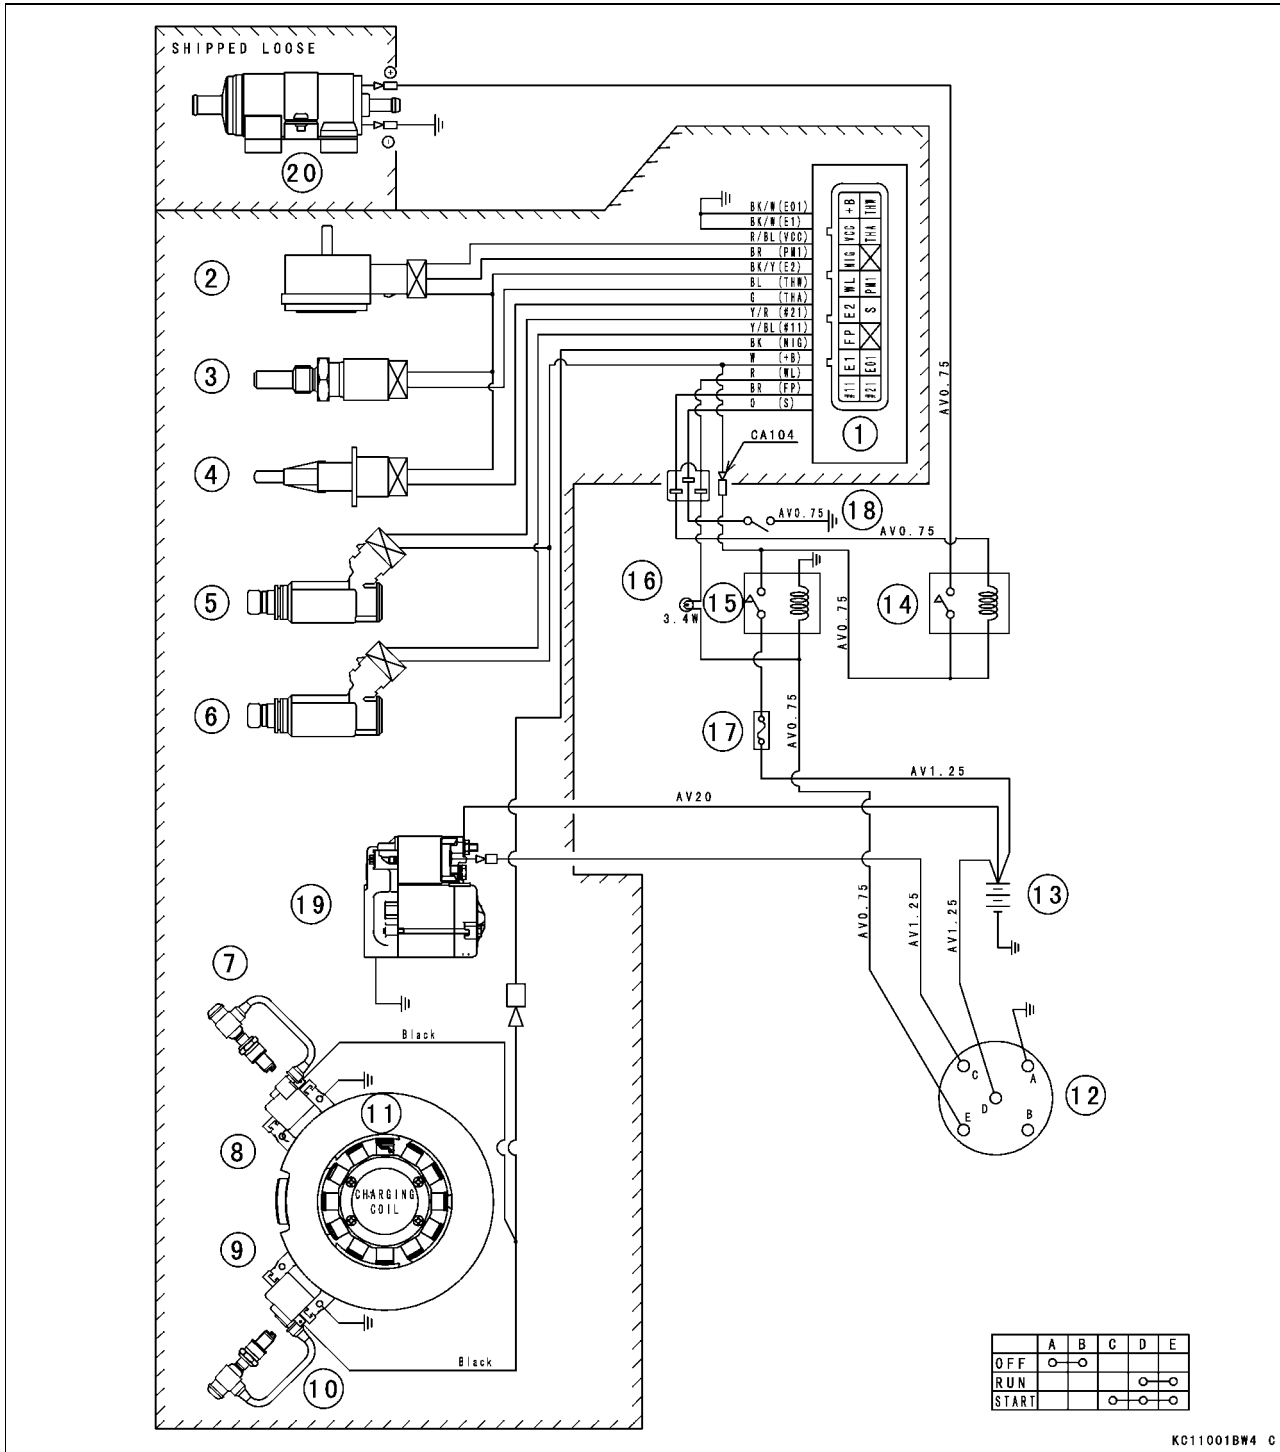 SHIPPED LOOSE
20
BK/W (E01)
BK/W (E1)
R/BL (VCC)
BR (PM1)
BK/Y (E2)
BL (THW)
G (THA)
Y/R (#21)
Y/BL (#11)
BK (NIG)
W (+B)
R (WL)
BR (FP)
O (S)
+B THW
VCC THA
NIG
WL PM1
E2 S
FP
E1 E01
#11 #21
1
2
3
4
5
6
AV0.75
CA104
AV0.75
18
AV0.75
16
15
3.4W
14
AV0.75
17
AV0.75
AV1.25
AV20
19
13
AV0.75
AV1.25
AV1.25
7
Black
11
8
CHARGING
COIL
9
10
Black
C
A
D
E
B
12
A B C D E
OFF
RUN
START
KC11001BW4 C